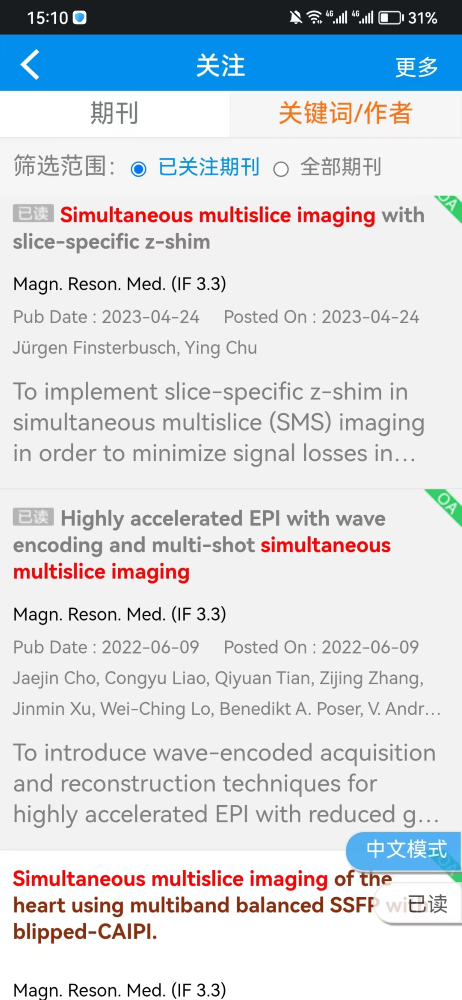 15:10 4G 4G 31%
关注 更多
期刊 关键词/作者
筛选范围: 已关注期刊 全部期刊
已读 Simultaneous multislice imaging with OA
slice-specific z-shim
Magn. Reson. Med. (IF 3.3)
Pub Date : 2023-04-24 Posted On : 2023-04-24
Jürgen Finsterbusch, Ying Chu
To implement slice-specific z-shim in
simultaneous multislice (SMS) imaging
in order to minimize signal losses in...
已读 Highly accelerated EPI with wave OA
encoding and multi-shot simultaneous
multislice imaging
Magn. Reson. Med. (IF 3.3)
Pub Date : 2022-06-09 Posted On : 2022-06-09
Jaejin Cho, Congyu Liao, Qiyuan Tian, Zijing Zhang,
Jinmin Xu, Wei-Ching Lo, Benedikt A. Poser, V. Andr...
To introduce wave-encoded acquisition
and reconstruction techniques for
highly accelerated EPI with reduced g...
中文模式
Simultaneous multislice imaging of the
heart using multiband balanced SSFP with
已读
blipped-CAIPI.
Magn. Reson. Med. (IF 3.3)